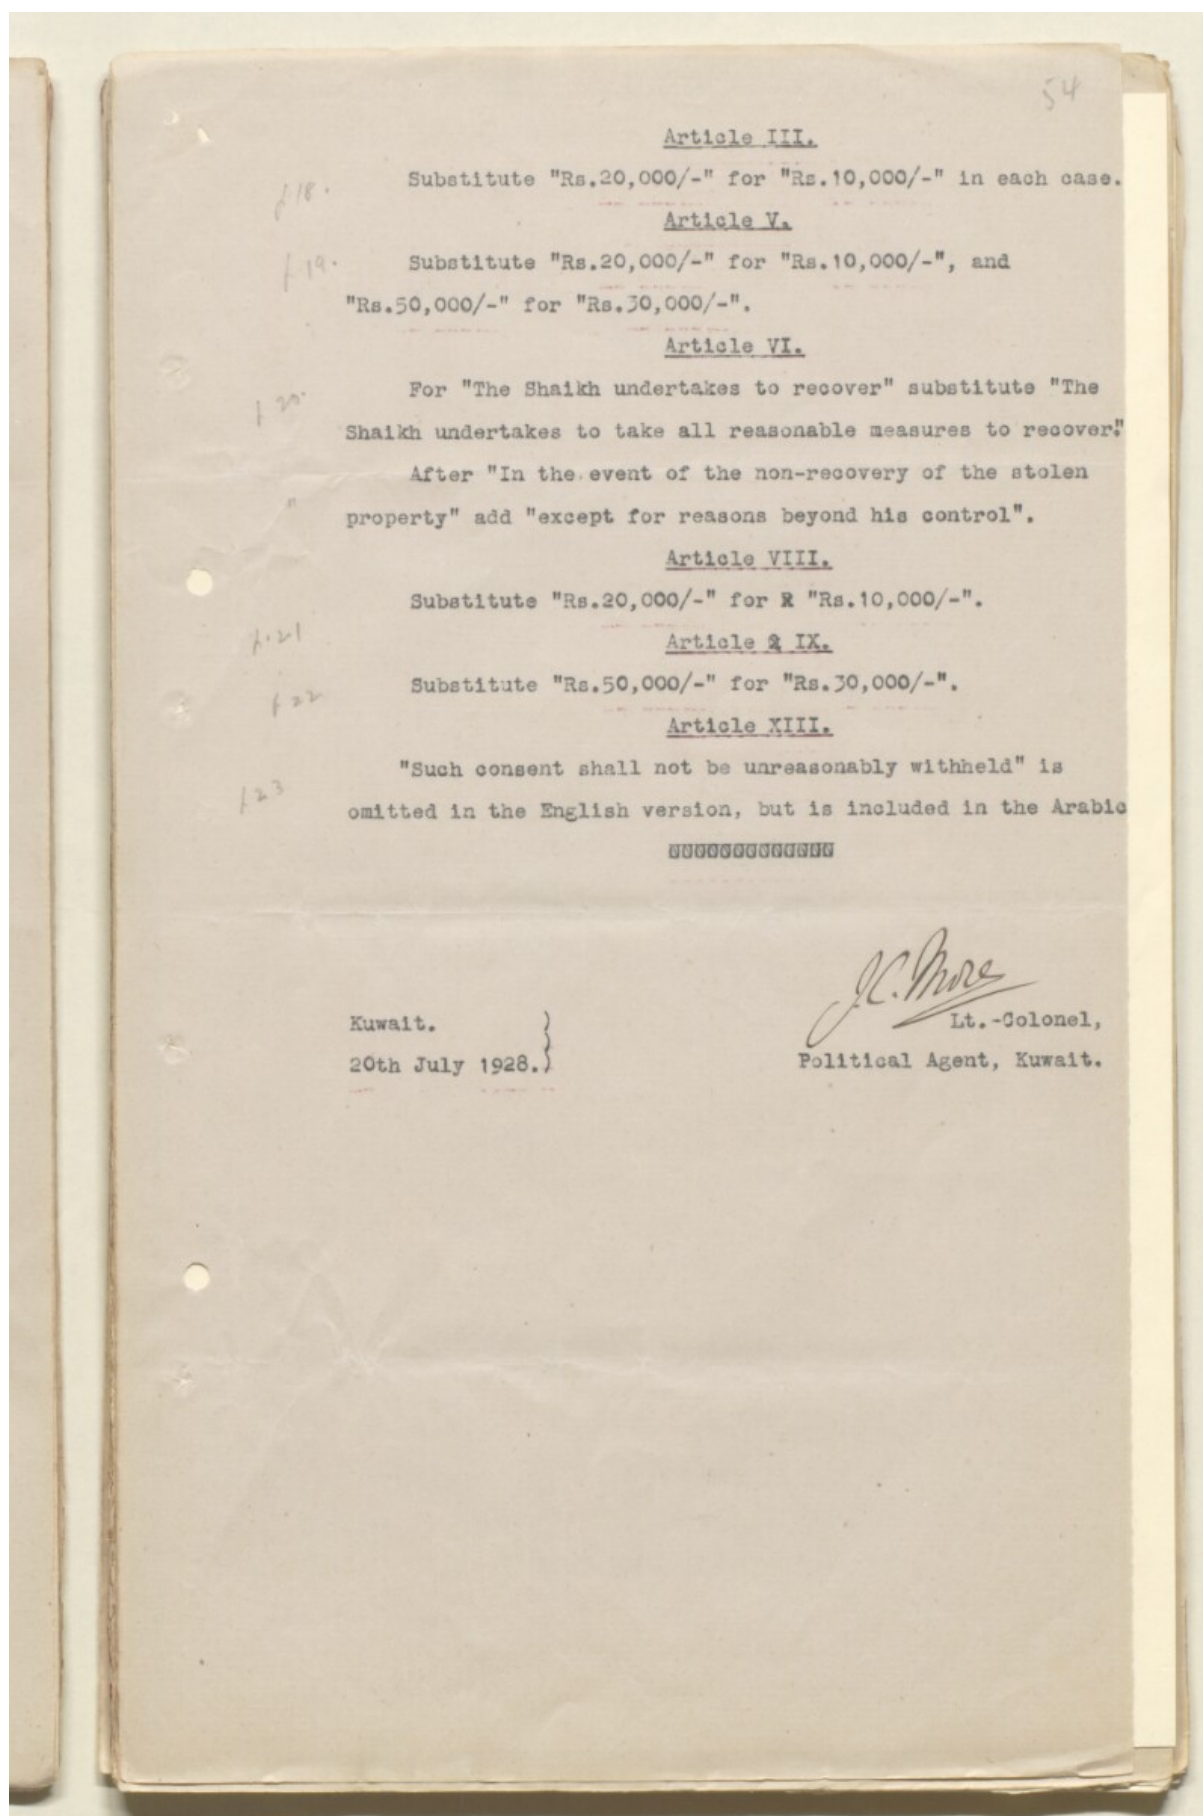 54
Article III.
f18.
Substitute "Rs.20,000/-" for "Rs.10,000/-" in each case.
Article V.
f.19.
Substitute "Rs.20,000/-" for "Rs.10,000/-", and
"Rs.50,000/-" for "Rs.30,000/-".
Article VI.
f 20.
For "The Shaikh undertakes to recover" substitute "The
Shaikh undertakes to take all reasonable measures to recover."
After "In the event of the non-recovery of the stolen
"
property" add "except for reasons beyond his control".
Article VIII.
Substitute "Rs.20,000/-" for "Rs.10,000/-".
f.21
Article IX.
f 22
Substitute "Rs.50,000/-" for "Rs.30,000/-".
Article XIII.
"Such consent shall not be unreasonably withheld" is
f23
omitted in the English version, but is included in the Arabic
J.C. More
Kuwait. )
Lt.-Colonel,
20th July 1928.)
Political Agent, Kuwait.